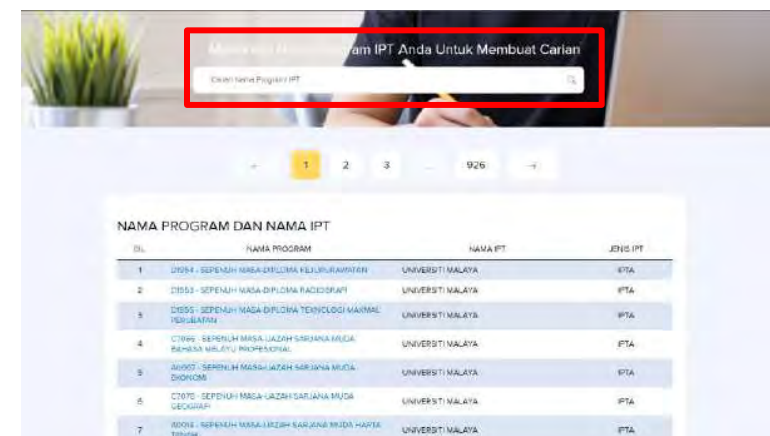 Nama Program IPT Anda Untuk Membuat Carian
Carian Nama Program IPT
← 1 2 3 ... 926 →
NAMA PROGRAM DAN NAMA IPT
BIL NAMA PROGRAM NAMA IPT JENIS IPT
1 SEPENUH MASA-DIPLOMA KEJURURAWATAN UNIVERSITI MALAYA IPTA
2 SEPENUH MASA-DIPLOMA RADIOGRAFI UNIVERSITI MALAYA IPTA
3 SEPENUH MASA-DIPLOMA TEKNOLOGI MAKMAL UNIVERSITI MALAYA IPTA
PERUBATAN
4 SEPENUH MASA-IJAZAH SARJANA MUDA UNIVERSITI MALAYA IPTA
BAHASA MELAYU PROFESIONAL
5 SEPENUH MASA-IJAZAH SARJANA MUDA UNIVERSITI MALAYA IPTA
EKONOMI
6 SEPENUH MASA-IJAZAH SARJANA MUDA UNIVERSITI MALAYA IPTA
GEOGRAFI
7 SEPENUH MASA-IJAZAH SARJANA MUDA HARTA UNIVERSITI MALAYA IPTA